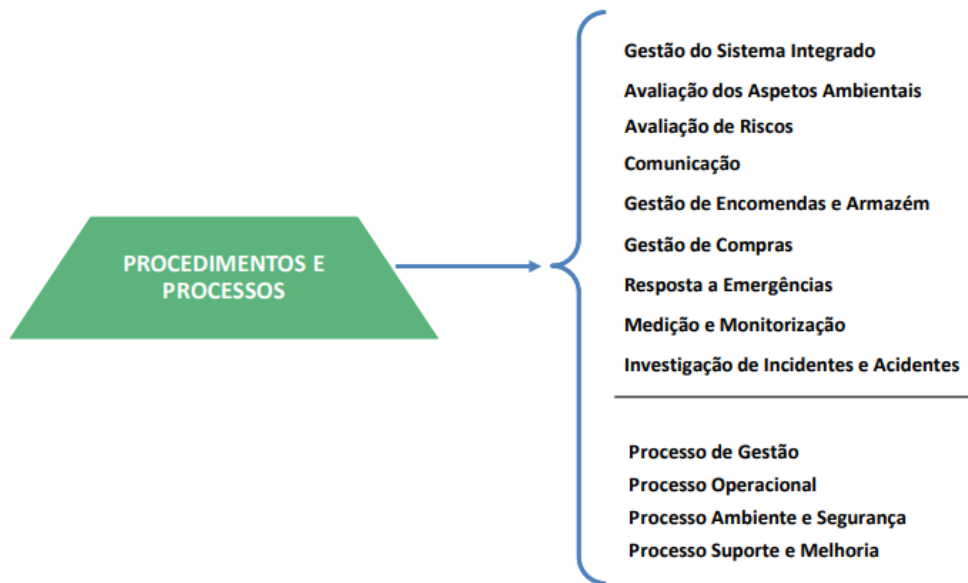 PROCEDIMENTOS E
PROCESSOS
Gestão do Sistema Integrado
Avaliação dos Aspetos Ambientais
Avaliação de Riscos
Comunicação
Gestão de Encomendas e Armazém
Gestão de Compras
Resposta a Emergências
Medição e Monitorização
Investigação de Incidentes e Acidentes
Processo de Gestão
Processo Operacional
Processo Ambiente e Segurança
Processo Suporte e Melhoria